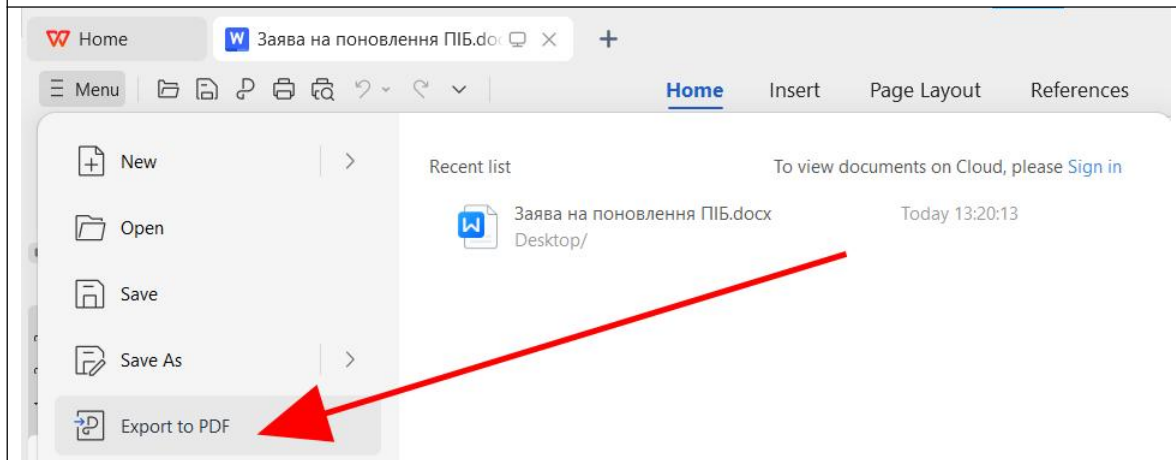 Home
Заява на поновлення ПІБ.doc
Menu
Home Insert Page Layout References
New
Recent list
To view documents on Cloud, please Sign in
Заява на поновлення ПІБ.docx Today 13:20:13
Desktop/
Open
Save
Save As
Export to PDF